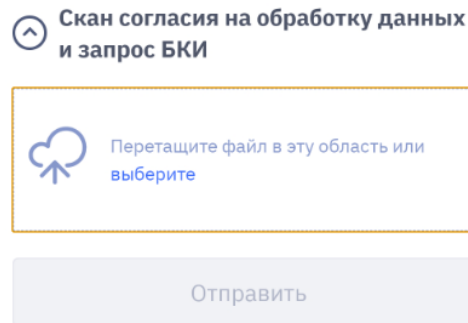 Скан согласия на обработку данных
и запрос БКИ
Перетащите файл в эту область или
выберите
Отправить